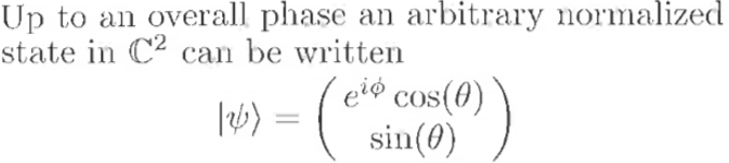 Up to an overall phase an arbitrary normalized
state in ℂ² can be written
|ψ⟩ = ( e^{iϕ} cos(θ)
sin(θ) )